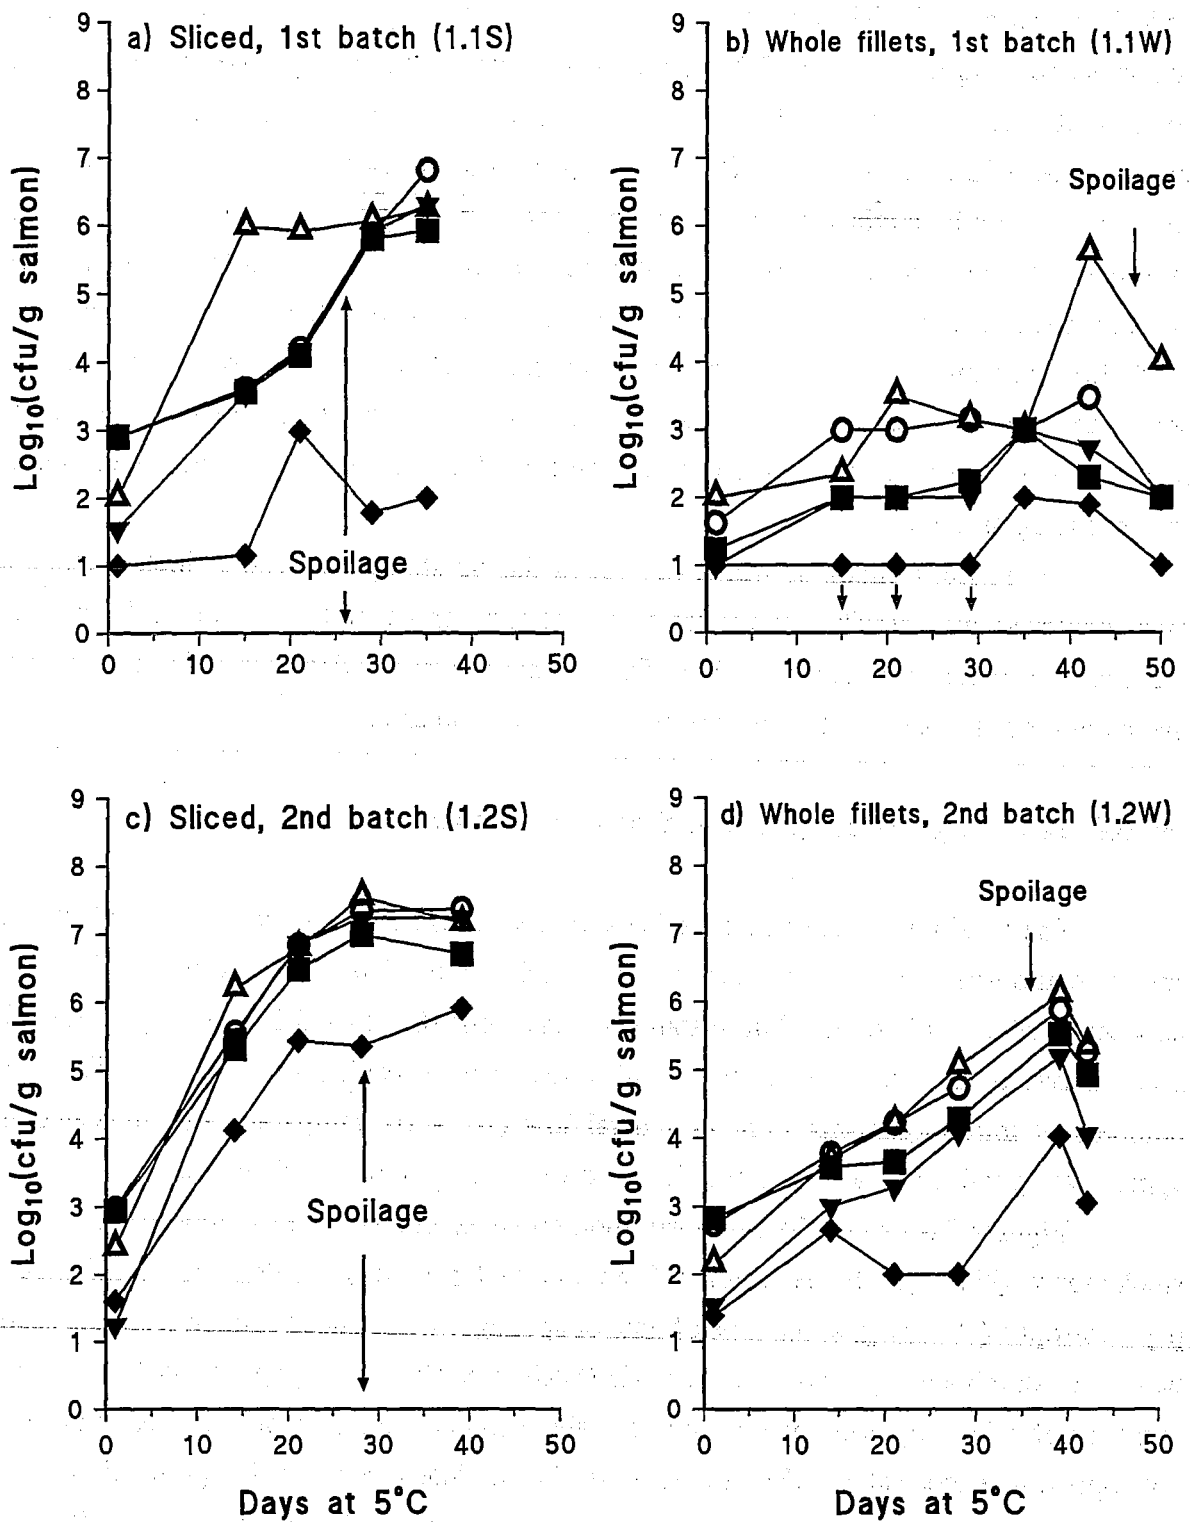 a) Sliced, 1st batch (1.1S)
Log10(cfu/g salmon)
9
8
7
6
5
4
3
2
1
0
Spoilage
0 10 20 30 40 50
b) Whole fillets, 1st batch (1.1W)
Log10(cfu/g salmon)
9
8
7
6
5
4
3
2
1
0
Spoilage
0 10 20 30 40 50
c) Sliced, 2nd batch (1.2S)
Log10(cfu/g salmon)
9
8
7
6
5
4
3
2
1
0
Spoilage
0 10 20 30 40 50
Days at 5°C
d) Whole fillets, 2nd batch (1.2W)
Log10(cfu/g salmon)
9
8
7
6
5
4
3
2
1
0
Spoilage
0 10 20 30 40 50
Days at 5°C